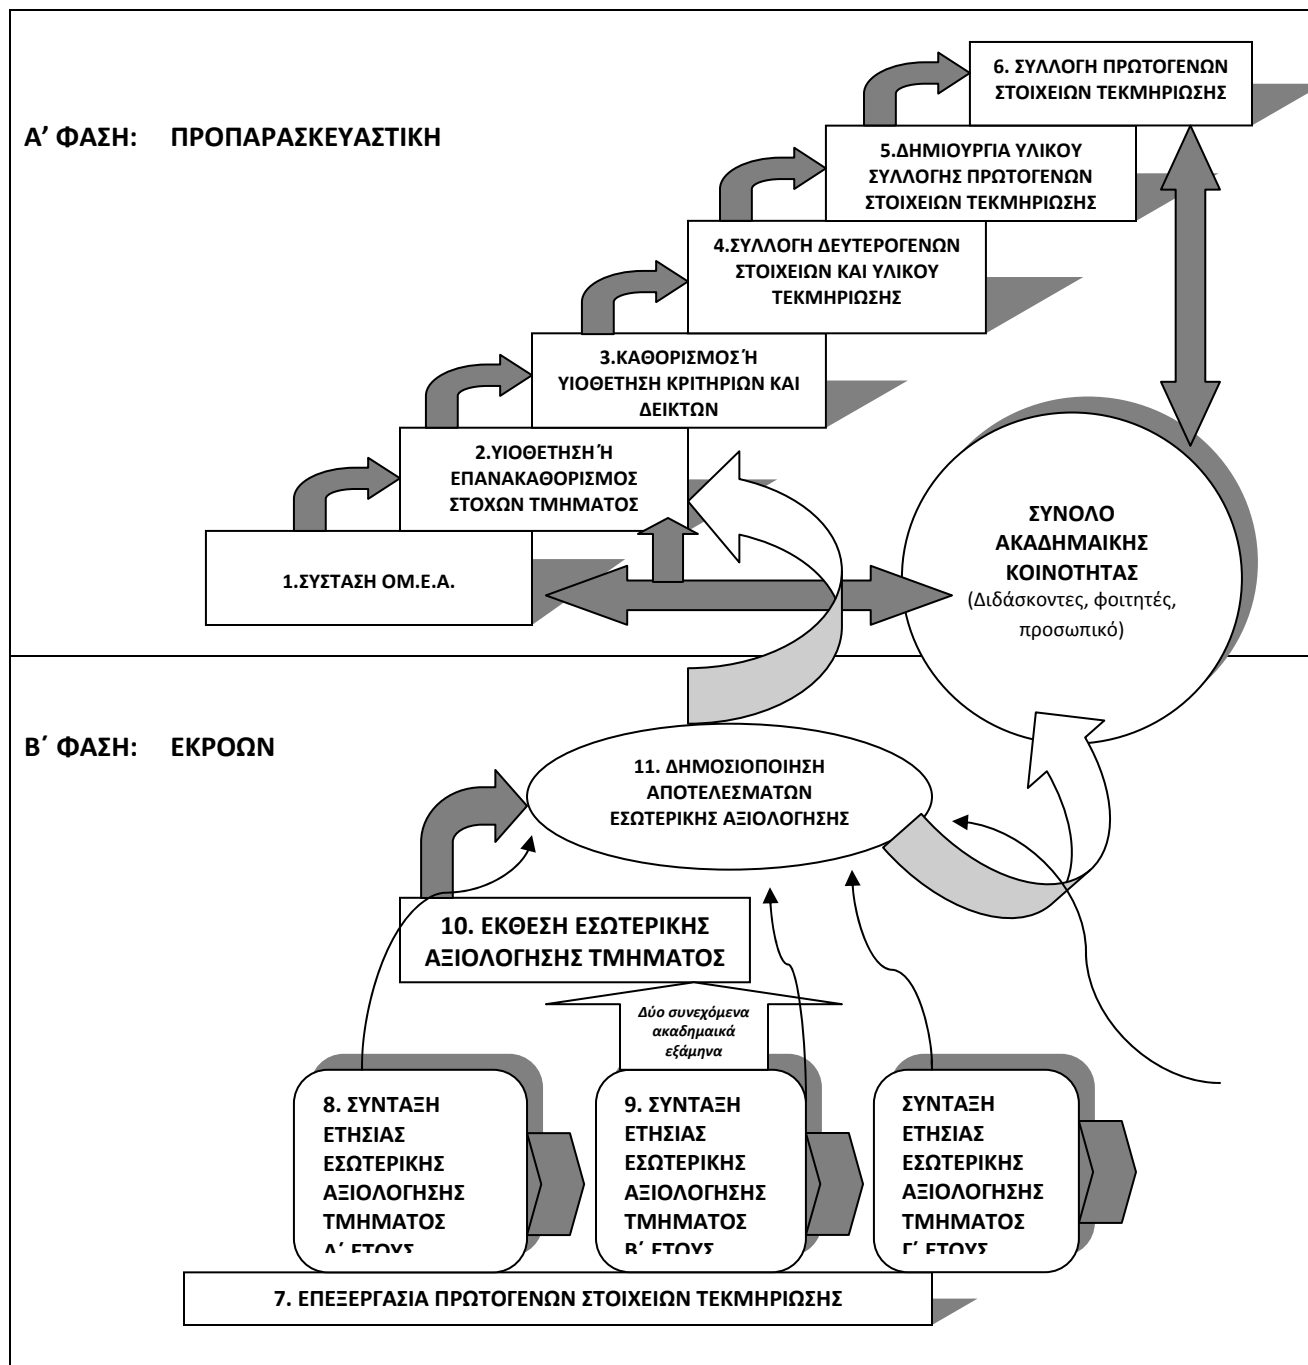 6. ΣΥΛΛΟΓΗ ΠΡΩΤΟΓΕΝΩΝ
ΣΤΟΙΧΕΙΩΝ ΤΕΚΜΗΡΙΩΣΗΣ
Α’ ΦΑΣΗ: ΠΡΟΠΑΡΑΣΚΕΥΑΣΤΙΚΗ
5.ΔΗΜΙΟΥΡΓΙΑ ΥΛΙΚΟΥ
ΣΥΛΛΟΓΗΣ ΠΡΩΤΟΓΕΝΩΝ
ΣΤΟΙΧΕΙΩΝ ΤΕΚΜΗΡΙΩΣΗΣ
4.ΣΥΛΛΟΓΗ ΔΕΥΤΕΡΟΓΕΝΩΝ
ΣΤΟΙΧΕΙΩΝ ΚΑΙ ΥΛΙΚΟΥ
ΤΕΚΜΗΡΙΩΣΗΣ
3.ΚΑΘΟΡΙΣΜΟΣ Ή
ΥΙΟΘΕΤΗΣΗ ΚΡΙΤΗΡΙΩΝ ΚΑΙ
ΔΕΙΚΤΩΝ
2.ΥΙΟΘΕΤΗΣΗ Ή
ΕΠΑΝΑΚΑΘΟΡΙΣΜΟΣ
ΣΤΟΧΩΝ ΤΜΗΜΑΤΟΣ
1.ΣΥΣΤΑΣΗ ΟΜ.Ε.Α.
ΣΥΝΟΛΟ
ΑΚΑΔΗΜΑΙΚΗΣ
ΚΟΙΝΟΤΗΤΑΣ
(Διδάσκοντες, φοιτητές,
προσωπικό)
Β΄ ΦΑΣΗ: ΕΚΡΟΩΝ
11. ΔΗΜΟΣΙΟΠΟΙΗΣΗ
ΑΠΟΤΕΛΕΣΜΑΤΩΝ
ΕΣΩΤΕΡΙΚΗΣ ΑΞΙΟΛΟΓΗΣΗΣ
10. ΕΚΘΕΣΗ ΕΣΩΤΕΡΙΚΗΣ
ΑΞΙΟΛΟΓΗΣΗΣ ΤΜΗΜΑΤΟΣ
Δύο συνεχόμενα
ακαδημαικά
εξάμηνα
8. ΣΥΝΤΑΞΗ
ΕΤΗΣΙΑΣ
ΕΣΩΤΕΡΙΚΗΣ
ΑΞΙΟΛΟΓΗΣΗΣ
ΤΜΗΜΑΤΟΣ
Α΄ ΕΤΟΥΣ
9. ΣΥΝΤΑΞΗ
ΕΤΗΣΙΑΣ
ΕΣΩΤΕΡΙΚΗΣ
ΑΞΙΟΛΟΓΗΣΗΣ
ΤΜΗΜΑΤΟΣ
Β΄ ΕΤΟΥΣ
ΣΥΝΤΑΞΗ
ΕΤΗΣΙΑΣ
ΕΣΩΤΕΡΙΚΗΣ
ΑΞΙΟΛΟΓΗΣΗΣ
ΤΜΗΜΑΤΟΣ
Γ΄ ΕΤΟΥΣ
7. ΕΠΕΞΕΡΓΑΣΙΑ ΠΡΩΤΟΓΕΝΩΝ ΣΤΟΙΧΕΙΩΝ ΤΕΚΜΗΡΙΩΣΗΣ